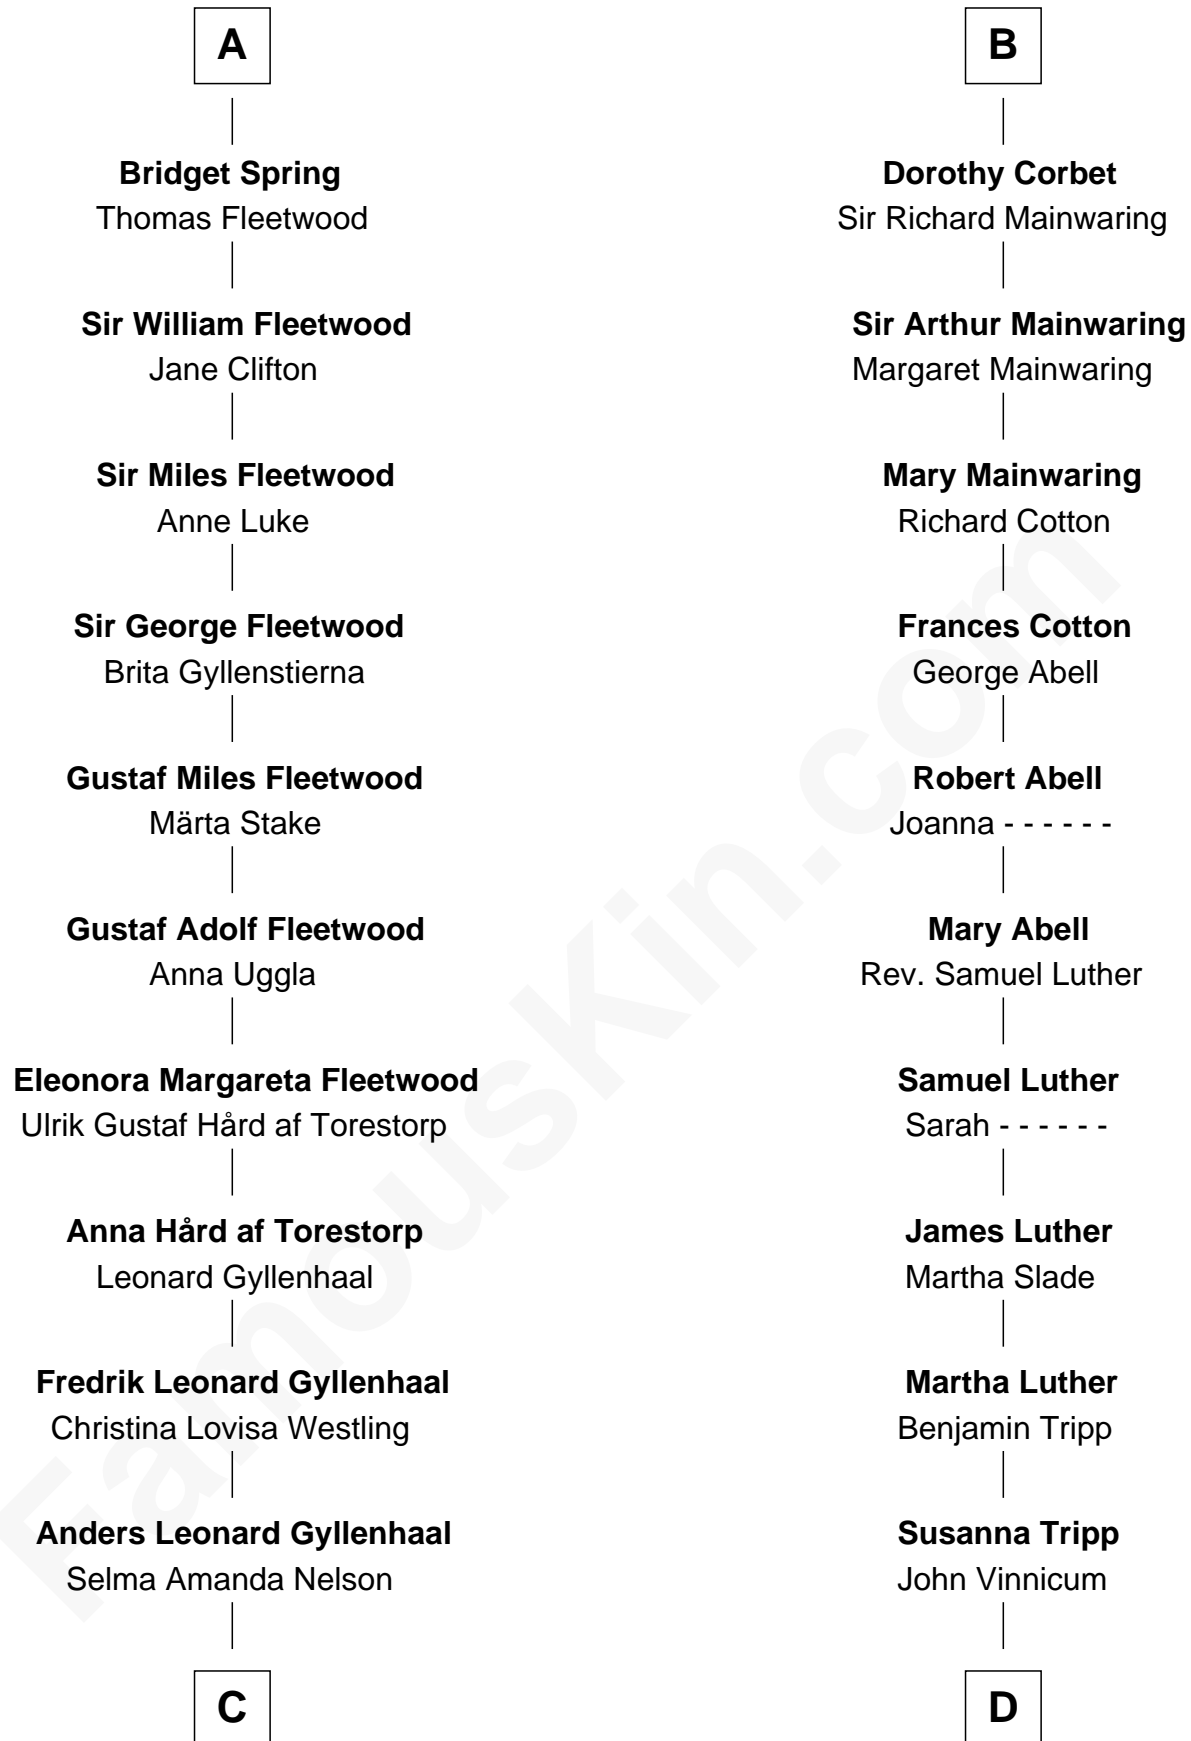 A
Bridget Spring
Thomas Fleetwood
Sir William Fleetwood
Jane Clifton
Sir Miles Fleetwood
Anne Luke
Sir George Fleetwood
Brita Gyllenstierna
Gustaf Miles Fleetwood
Märta Stake
Gustaf Adolf Fleetwood
Anna Uggla
Eleonora Margareta Fleetwood
Ulrik Gustaf Hård af Torestorp
Anna Hård af Torestorp
Leonard Gyllenhaal
Fredrik Leonard Gyllenhaal
Christina Lovisa Westling
Anders Leonard Gyllenhaal
Selma Amanda Nelson
C
B
Dorothy Corbet
Sir Richard Mainwaring
Sir Arthur Mainwaring
Margaret Mainwaring
Mary Mainwaring
Richard Cotton
Frances Cotton
George Abell
Robert Abell
Joanna - - - - - -
Mary Abell
Rev. Samuel Luther
Samuel Luther
Sarah - - - - - -
James Luther
Martha Slade
Martha Luther
Benjamin Tripp
Susanna Tripp
John Vinnicum
D
FamousKin.com